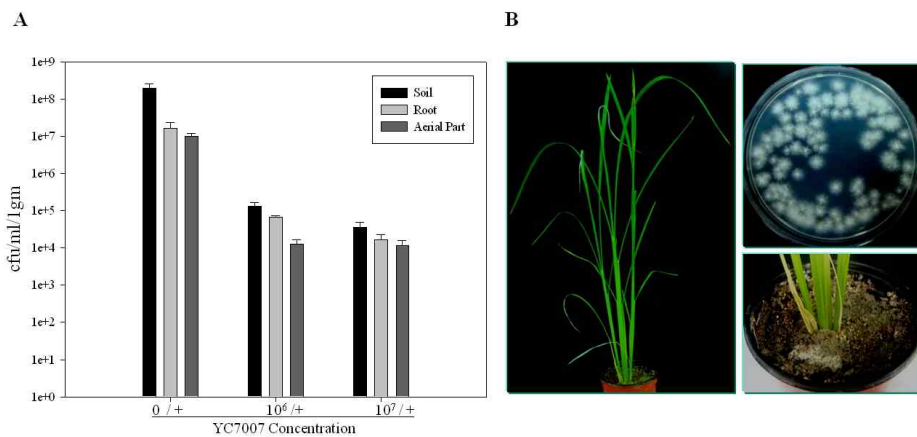 A
B
1e+9
1e+8
1e+7
1e+6
1e+5
1e+4
1e+3
1e+2
1e+1
1e+0
cfu/ml/1gm
Soil
Root
Aerial Part
0 /+
10⁶/+
10⁷/+
YC7007 Concentration